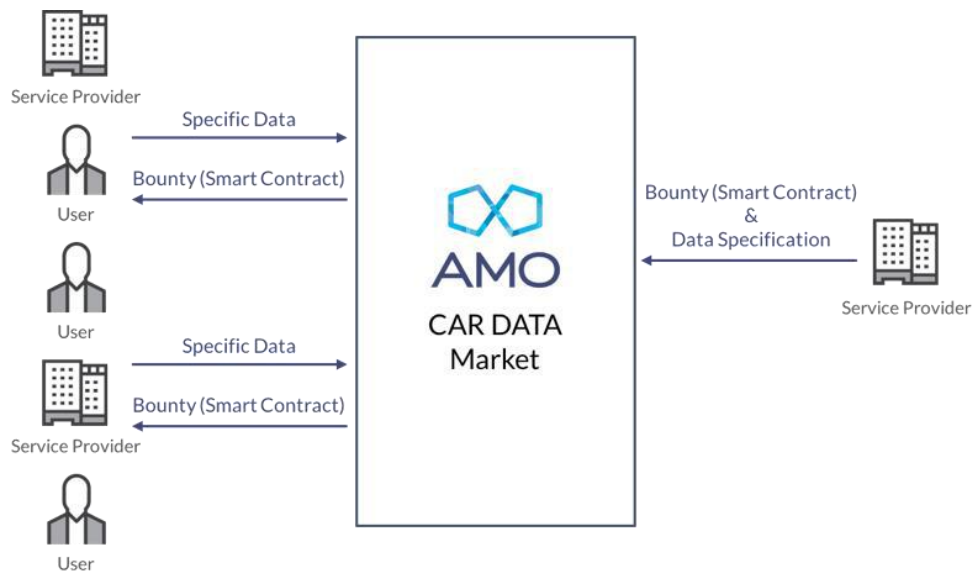 Service Provider
Specific Data
Bounty (Smart Contract)
User
User
Specific Data
Bounty (Smart Contract)
Service Provider
User
AMO
CAR DATA
Market
Bounty (Smart Contract)
&
Data Specification
Service Provider